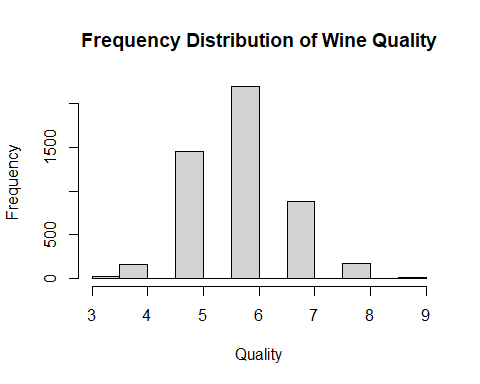 Frequency Distribution of Wine Quality
Frequency
1500
500
0
3 4 5 6 7 8 9
Quality